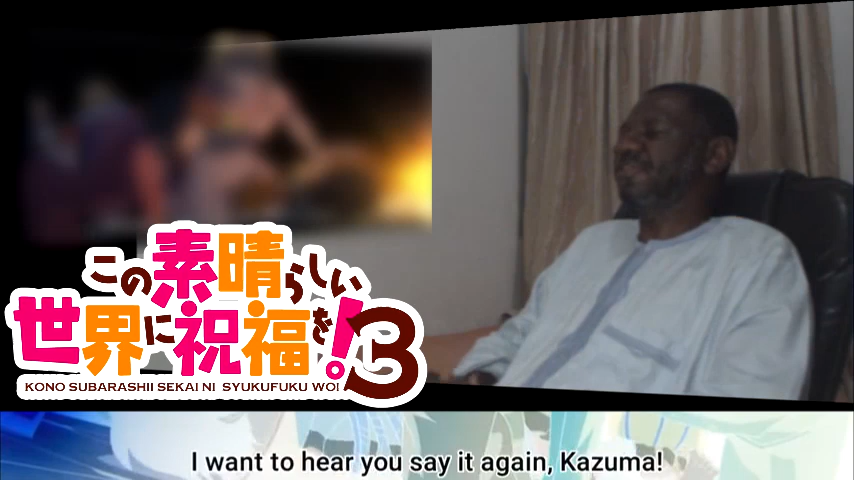 この素晴らしい
世界に祝福を!3
KONO SUBARASHII SEKAI NI SYUKUFUKU WO!
I want to hear you say it again, Kazuma!